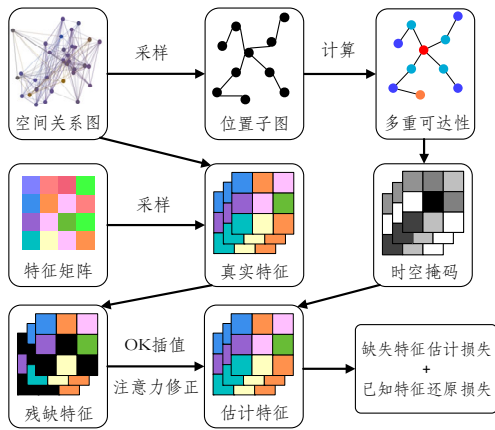 采样
计算
空间关系图
位置子图
多重可达性
采样
特征矩阵
真实特征
时空掩码
OK插值
注意力修正
残缺特征
估计特征
缺失特征估计损失
+
已知特征还原损失